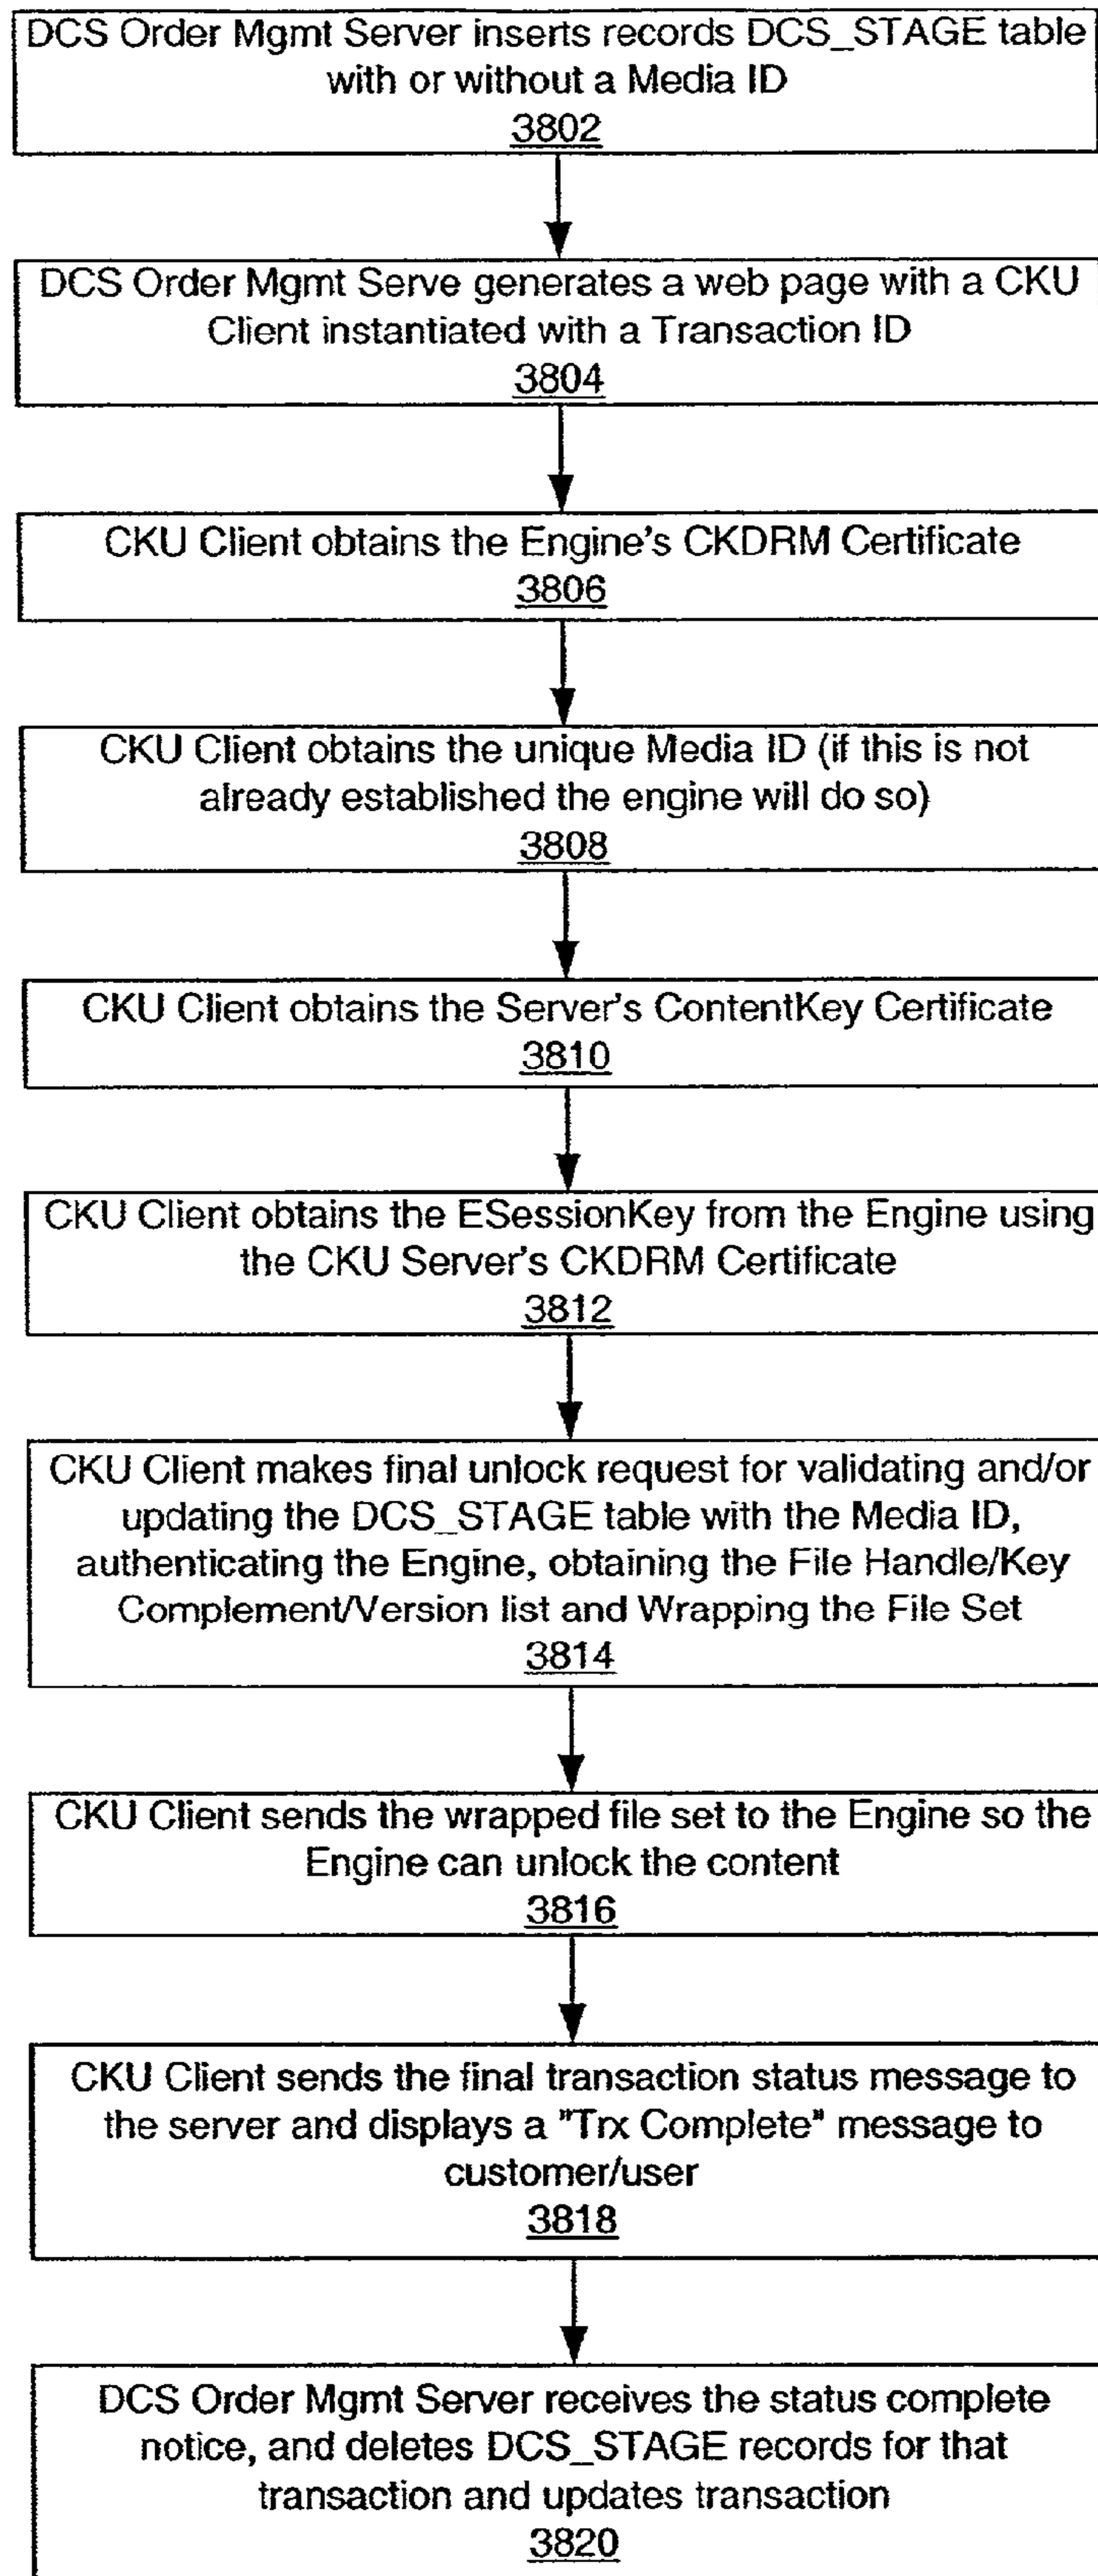 DCS Order Mgmt Server inserts records DCS_STAGE table
with or without a Media ID
3802
DCS Order Mgmt Serve generates a web page with a CKU
Client instantiated with a Transaction ID
3804
CKU Client obtains the Engine's CKDRM Certificate
3806
CKU Client obtains the unique Media ID (if this is not
already established the engine will do so)
3808
CKU Client obtains the Server's ContentKey Certificate
3810
CKU Client obtains the ESessionKey from the Engine using
the CKU Server's CKDRM Certificate
3812
CKU Client makes final unlock request for validating and/or
updating the DCS_STAGE table with the Media ID,
authenticating the Engine, obtaining the File Handle/Key
Complement/Version list and Wrapping the File Set
3814
CKU Client sends the wrapped file set to the Engine so the
Engine can unlock the content
3816
CKU Client sends the final transaction status message to
the server and displays a "Trx Complete" message to
customer/user
3818
DCS Order Mgmt Server receives the status complete
notice, and deletes DCS_STAGE records for that
transaction and updates transaction
3820